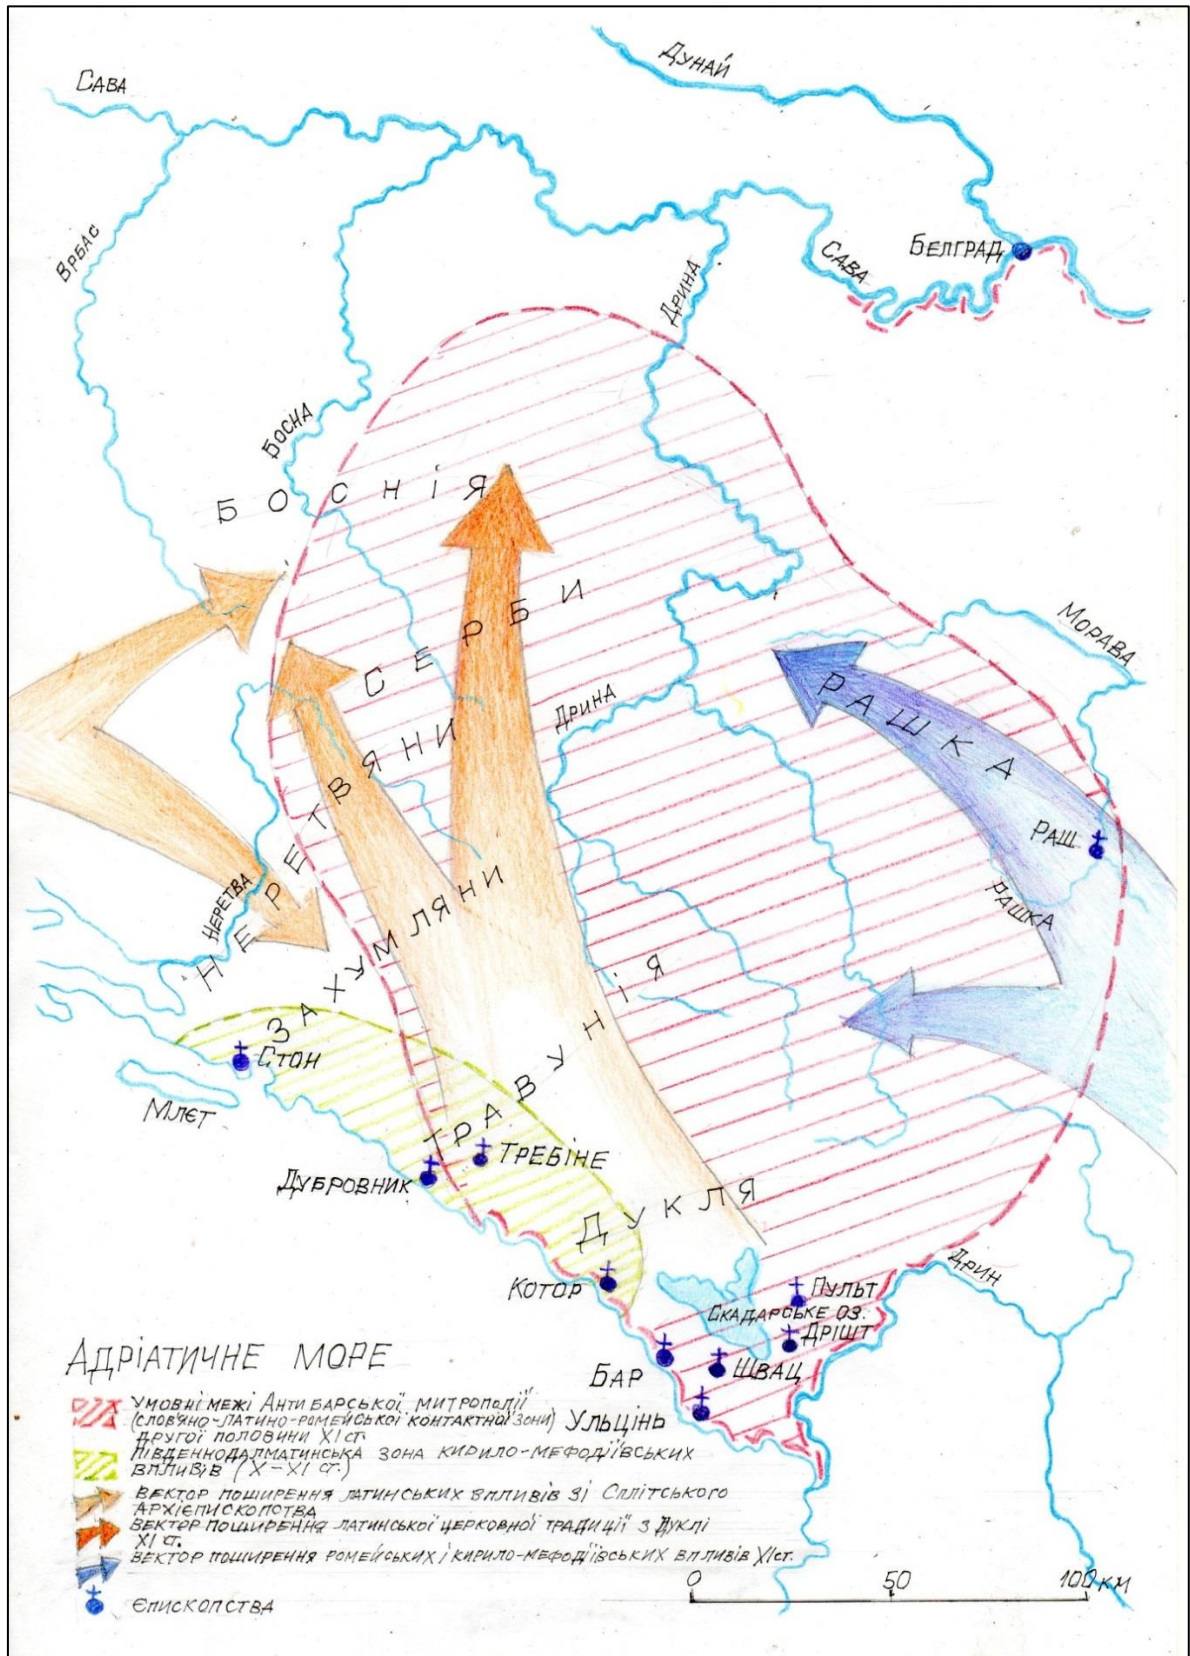 Сава
Дунай
Врбас
Белград
Сава
Дрина
Босна
Боснія
Серби
Морава
Дрина
Рашка
Неретвяни
Раш
Рашка
Неретва
Захумляни
Травунія
Стон
Млєт
Требіне
Дубровник
Дукля
Котор
Дрин
Пульт
Скадарське оз.
Дрішт
Бар
Швац
Ульцінь
Адріатичне море
Умовні межі Антибарської митрополії
(слов'яно-латино-ромейської контактної зони)
другої половини XI ст.
Південнодалматинська зона кирило-мефодіївських
впливів (X–XI ст.)
Вектор поширення латинських впливів зі Сплітського
архієпископства
Вектор поширення латинської церковної традиції з Дуклі
XI ст.
Вектор поширення ромейських і кирило-мефодіївських впливів XI ст.
Єпископства
0 50 100 км